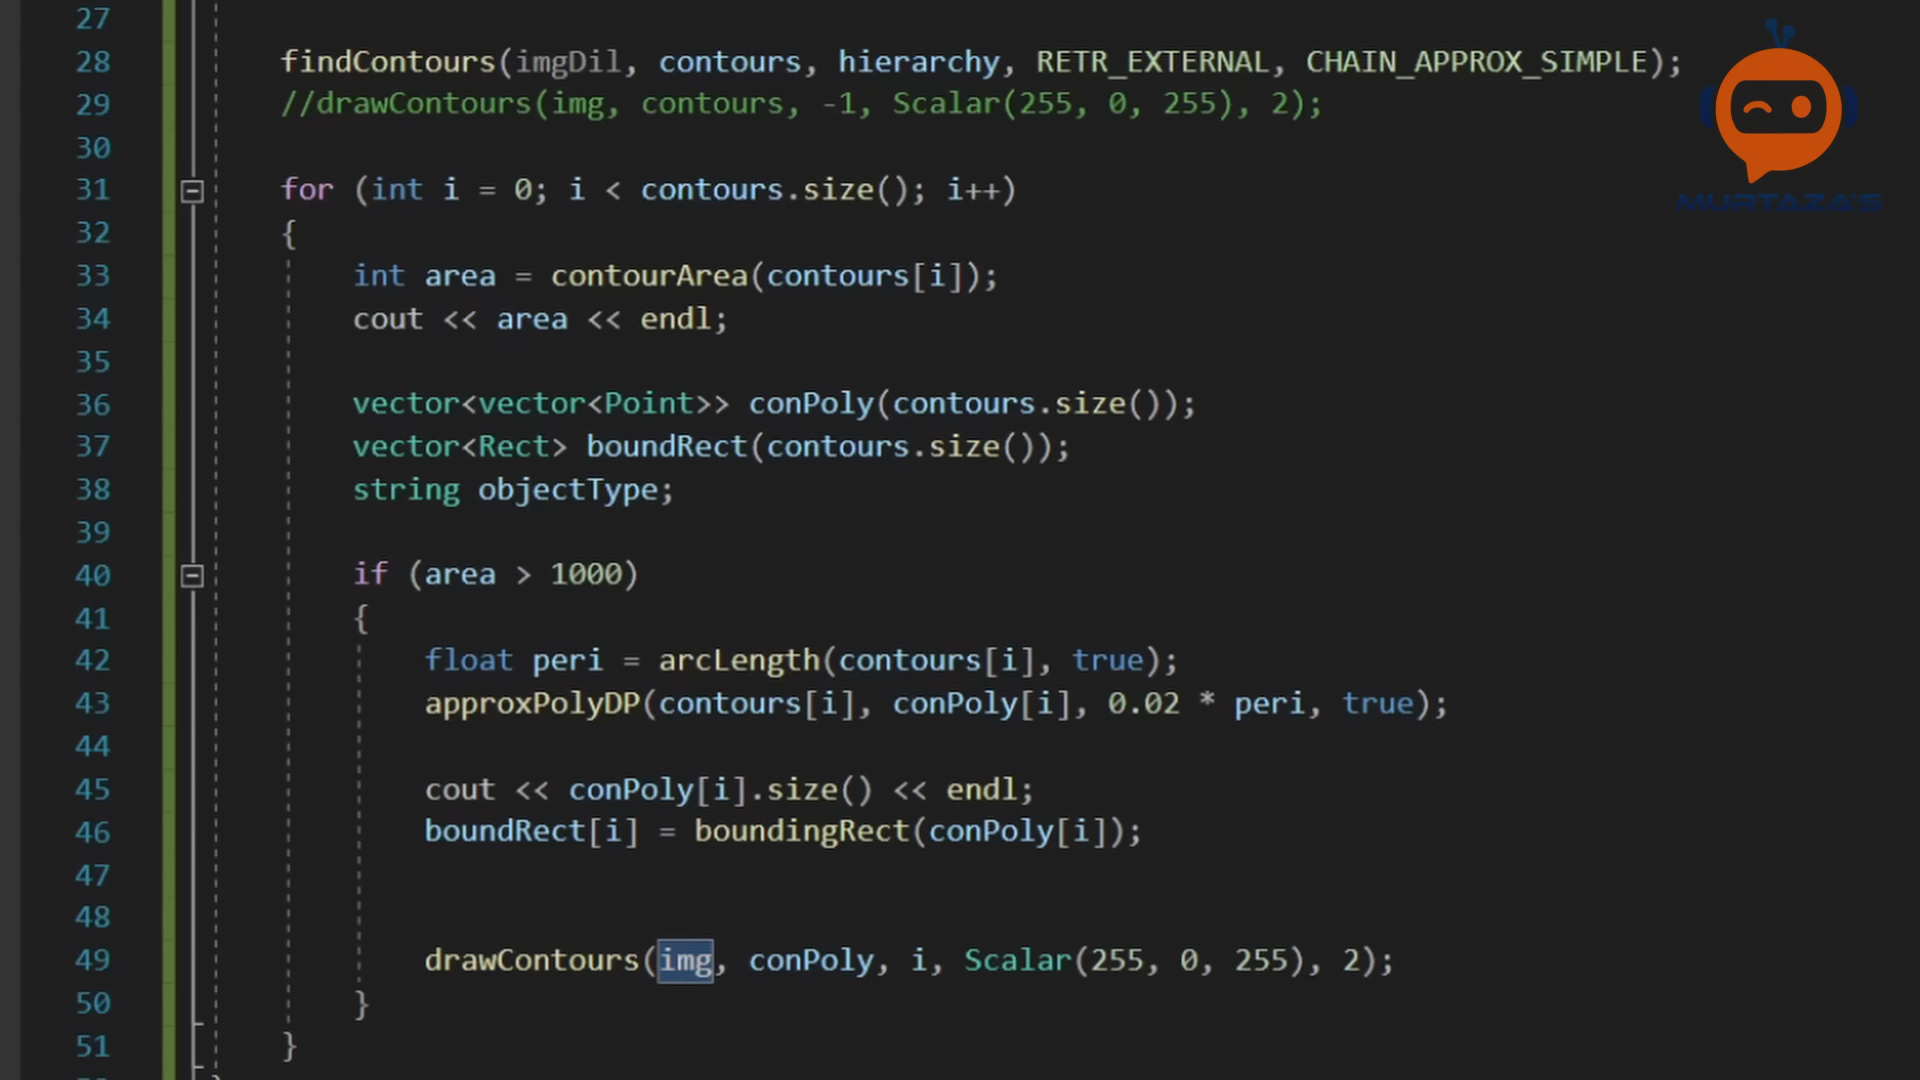 27
28 findContours(imgDil, contours, hierarchy, RETR_EXTERNAL, CHAIN_APPROX_SIMPLE);
29 //drawContours(img, contours, -1, Scalar(255, 0, 255), 2);
30
31 for (int i = 0; i < contours.size(); i++)
32 {
33 int area = contourArea(contours[i]);
34 cout << area << endl;
35
36 vector<vector<Point>> conPoly(contours.size());
37 vector<Rect> boundRect(contours.size());
38 string objectType;
39
40 if (area > 1000)
41 {
42 float peri = arcLength(contours[i], true);
43 approxPolyDP(contours[i], conPoly[i], 0.02 * peri, true);
44
45 cout << conPoly[i].size() << endl;
46 boundRect[i] = boundingRect(conPoly[i]);
47
48
49 drawContours(img, conPoly, i, Scalar(255, 0, 255), 2);
50 }
51 }
MURTAZA'S